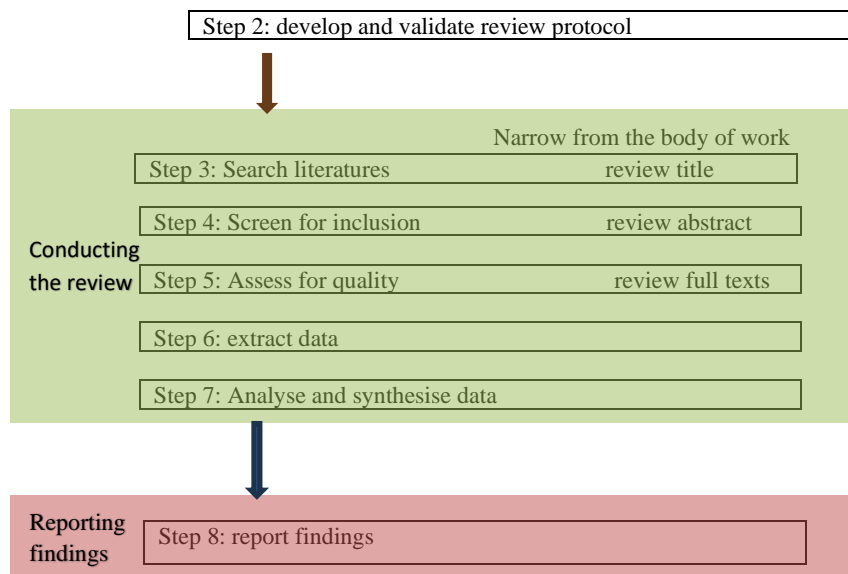 Step 2: develop and validate review protocol
Narrow from the body of work
Step 3: Search literatures review title
Step 4: Screen for inclusion review abstract
Conducting
the review
Step 5: Assess for quality review full texts
Step 6: extract data
Step 7: Analyse and synthesise data
Reporting
findings
Step 8: report findings